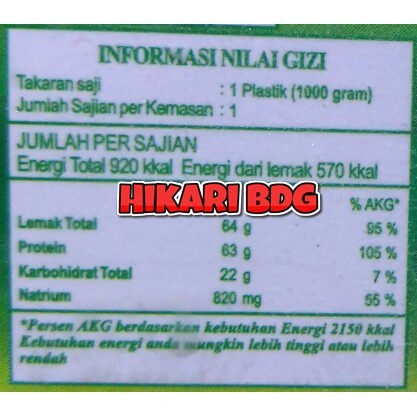 INFORMASI NILAI GIZI
Takaran saji : 1 Plastik (1000 gram)
Jumlah Sajian per Kemasan : 1
JUMLAH PER SAJIAN
Energi Total 920 kkal Energi dari lemak 570 kkal
HIKARI BDG
% AKG*
Lemak Total 64 g 95 %
Protein 63 g 105 %
Karbohidrat Total 22 g 7 %
Natrium 820 mg 55 %
*Persen AKG berdasarkan kebutuhan Energi 2150 kkal
Kebutuhan energi anda mungkin lebih tinggi atau lebih
rendah